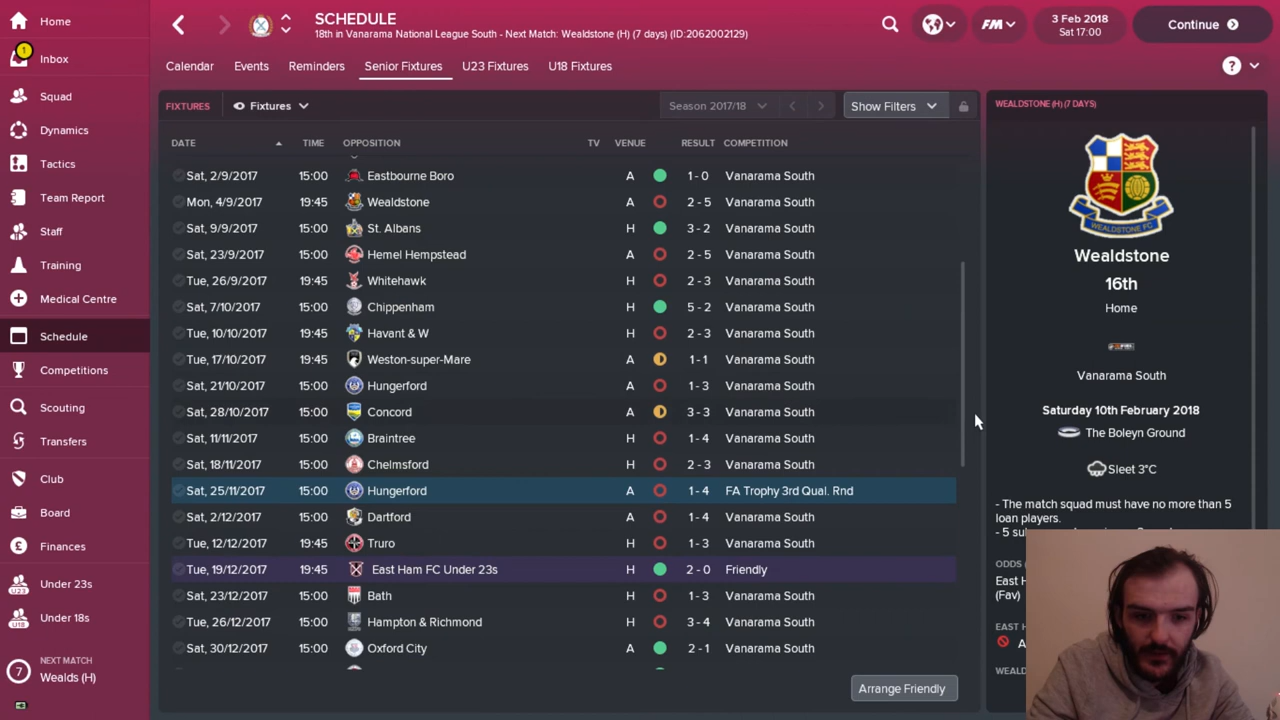 Home
Inbox
1
Squad
Dynamics
Tactics
Team Report
Staff
Training
Medical Centre
Schedule
Competitions
Scouting
Transfers
Club
Board
Finances
U23
Under 23s
U18
Under 18s
NEXT MATCH
7 Wealds (H)
SCHEDULE
18th in Vanarama National League South - Next Match: Wealdstone (H) (7 days) (ID:2062002129)
FM
3 Feb 2018
Sat 17:00
Continue
Calendar Events Reminders Senior Fixtures U23 Fixtures U18 Fixtures
?
FIXTURES Fixtures Season 2017/18 Show Filters
DATE TIME OPPOSITION TV VENUE RESULT COMPETITION
Sat, 2/9/2017 15:00 Eastbourne Boro A 1 - 0 Vanarama South
Mon, 4/9/2017 19:45 Wealdstone A 2 - 5 Vanarama South
Sat, 9/9/2017 15:00 St. Albans H 3 - 2 Vanarama South
Sat, 23/9/2017 15:00 Hemel Hempstead A 2 - 5 Vanarama South
Tue, 26/9/2017 19:45 Whitehawk H 2 - 3 Vanarama South
Sat, 7/10/2017 15:00 Chippenham H 5 - 2 Vanarama South
Tue, 10/10/2017 19:45 Havant & W H 2 - 3 Vanarama South
Tue, 17/10/2017 19:45 Weston-super-Mare A 1 - 1 Vanarama South
Sat, 21/10/2017 15:00 Hungerford A 1 - 3 Vanarama South
Sat, 28/10/2017 15:00 Concord A 3 - 3 Vanarama South
Sat, 11/11/2017 15:00 Braintree H 1 - 4 Vanarama South
Sat, 18/11/2017 15:00 Chelmsford H 2 - 3 Vanarama South
Sat, 25/11/2017 15:00 Hungerford A 1 - 4 FA Trophy 3rd Qual. Rnd
Sat, 2/12/2017 15:00 Dartford A 1 - 4 Vanarama South
Tue, 12/12/2017 19:45 Truro H 1 - 3 Vanarama South
Tue, 19/12/2017 19:45 East Ham FC Under 23s H 2 - 0 Friendly
Sat, 23/12/2017 15:00 Bath H 1 - 3 Vanarama South
Tue, 26/12/2017 15:00 Hampton & Richmond H 3 - 4 Vanarama South
Sat, 30/12/2017 15:00 Oxford City A 2 - 1 Vanarama South
Arrange Friendly
WEALDSTONE (H) (7 DAYS)
WEALDSTONE FC
Wealdstone
16th
Home
Vanarama South
Saturday 10th February 2018
The Boleyn Ground
Sleet 3°C
- The match squad must have no more than 5
loan players.
ODDS
East H
(Fav)
EAST H
A
WEALD